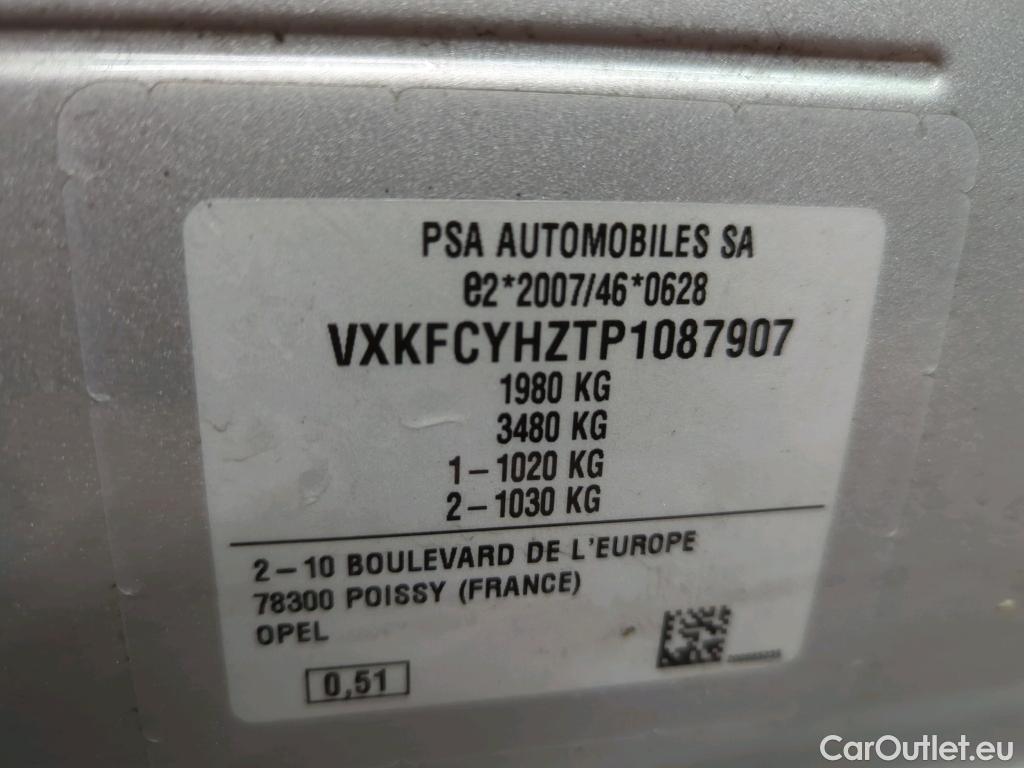 PSA AUTOMOBILES SA
e2*2007/46*0628
VXKFCYHZTP1087907
1980 KG
3480 KG
1-1020 KG
2-1030 KG
2-10 BOULEVARD DE L'EUROPE
78300 POISSY (FRANCE)
OPEL
0,51
CarOutlet.eu